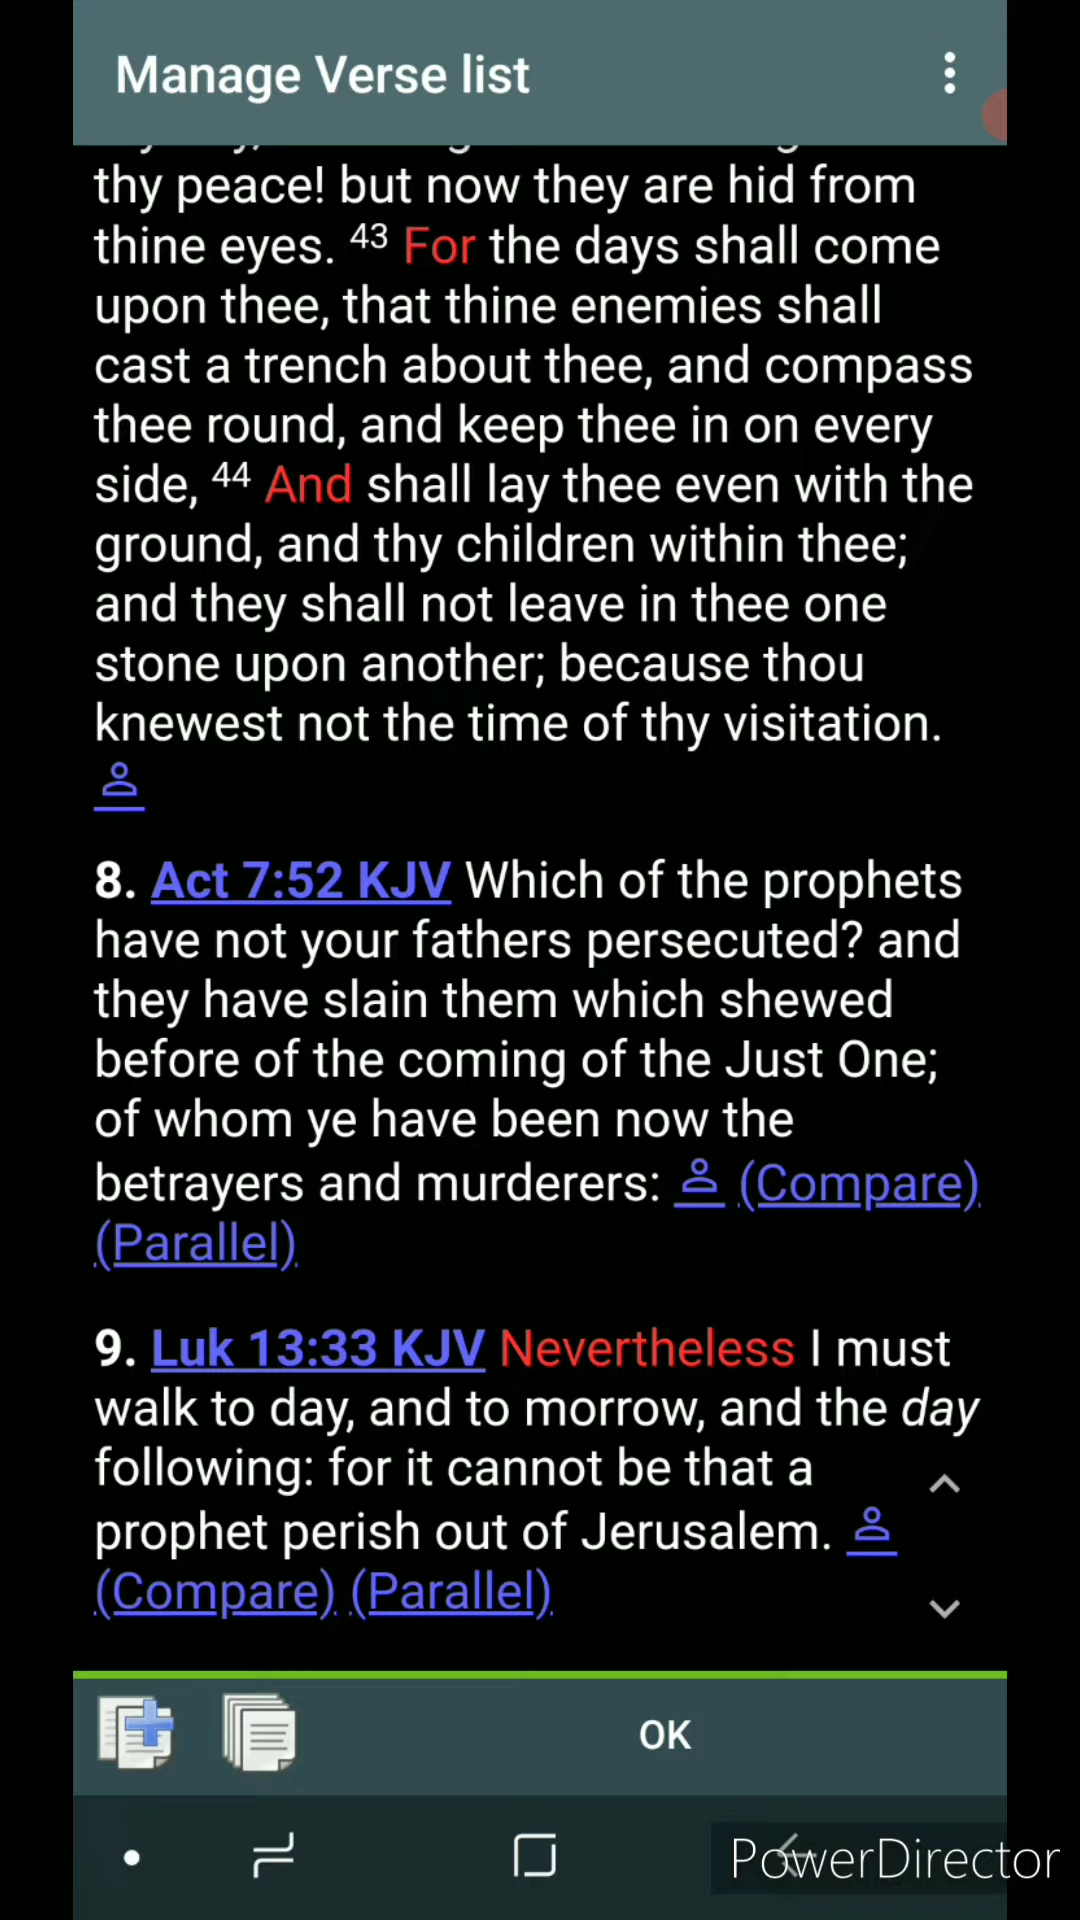 Manage Verse list
thy peace! but now they are hid from
thine eyes. 43 For the days shall come
upon thee, that thine enemies shall
cast a trench about thee, and compass
thee round, and keep thee in on every
side, 44 And shall lay thee even with the
ground, and thy children within thee;
and they shall not leave in thee one
stone upon another; because thou
knewest not the time of thy visitation.
8. Act 7:52 KJV Which of the prophets
have not your fathers persecuted? and
they have slain them which shewed
before of the coming of the Just One;
of whom ye have been now the
betrayers and murderers: (Compare)
(Parallel)
9. Luk 13:33 KJV Nevertheless I must
walk to day, and to morrow, and the day
following: for it cannot be that a
prophet perish out of Jerusalem.
(Compare) (Parallel)
OK
PowerDirector